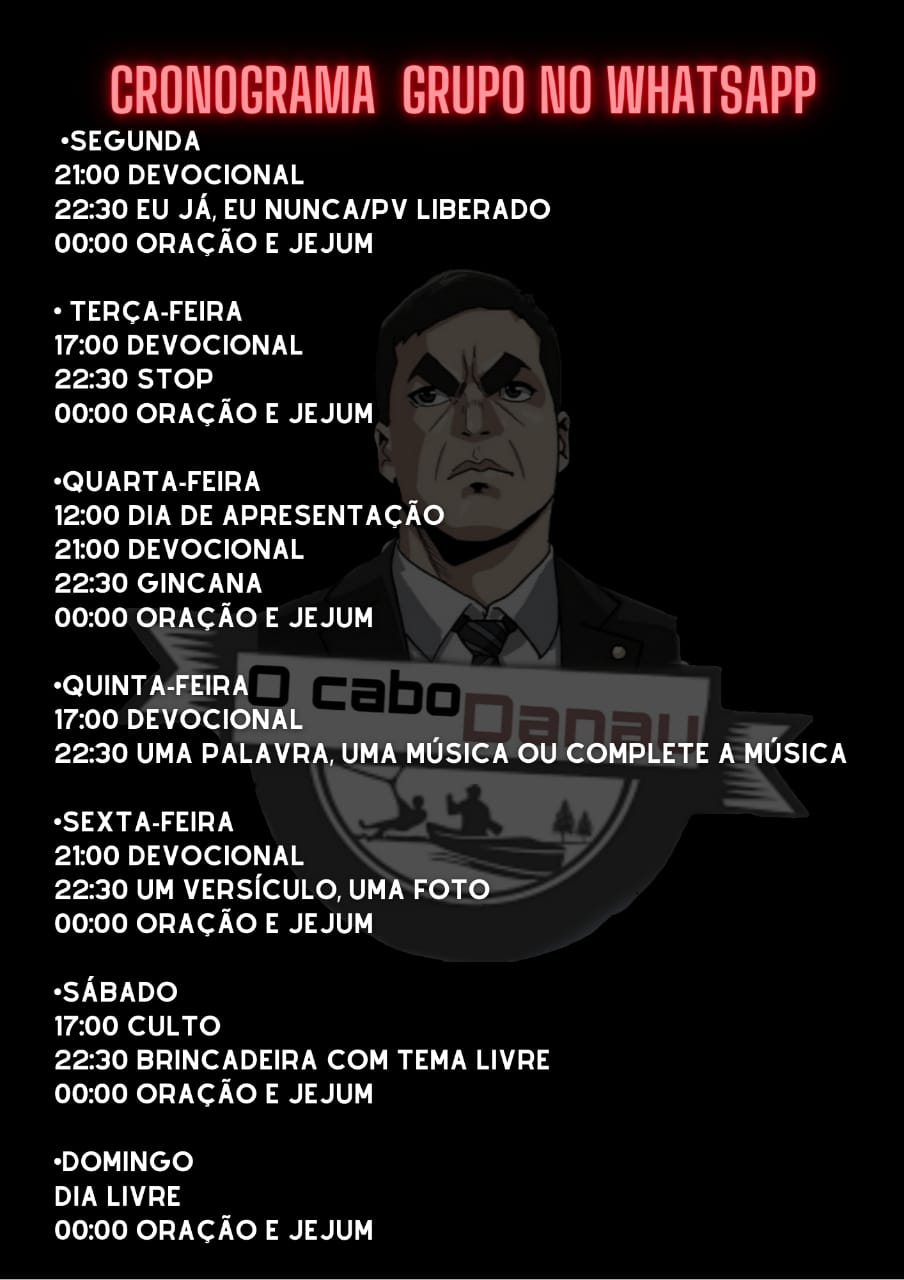 CRONOGRAMA GRUPO NO WHATSAPP
•SEGUNDA
21:00 DEVOCIONAL
22:30 EU JÁ, EU NUNCA/PV LIBERADO
00:00 ORAÇÃO E JEJUM
• TERÇA-FEIRA
17:00 DEVOCIONAL
22:30 STOP
00:00 ORAÇÃO E JEJUM
•QUARTA-FEIRA
12:00 DIA DE APRESENTAÇÃO
21:00 DEVOCIONAL
22:30 GINCANA
00:00 ORAÇÃO E JEJUM
•QUINTA-FEIRA
O caboDanau
17:00 DEVOCIONAL
22:30 UMA PALAVRA, UMA MÚSICA OU COMPLETE A MÚSICA
•SEXTA-FEIRA
21:00 DEVOCIONAL
22:30 UM VERSÍCULO, UMA FOTO
00:00 ORAÇÃO E JEJUM
•SÁBADO
17:00 CULTO
22:30 BRINCADEIRA COM TEMA LIVRE
00:00 ORAÇÃO E JEJUM
•DOMINGO
DIA LIVRE
00:00 ORAÇÃO E JEJUM